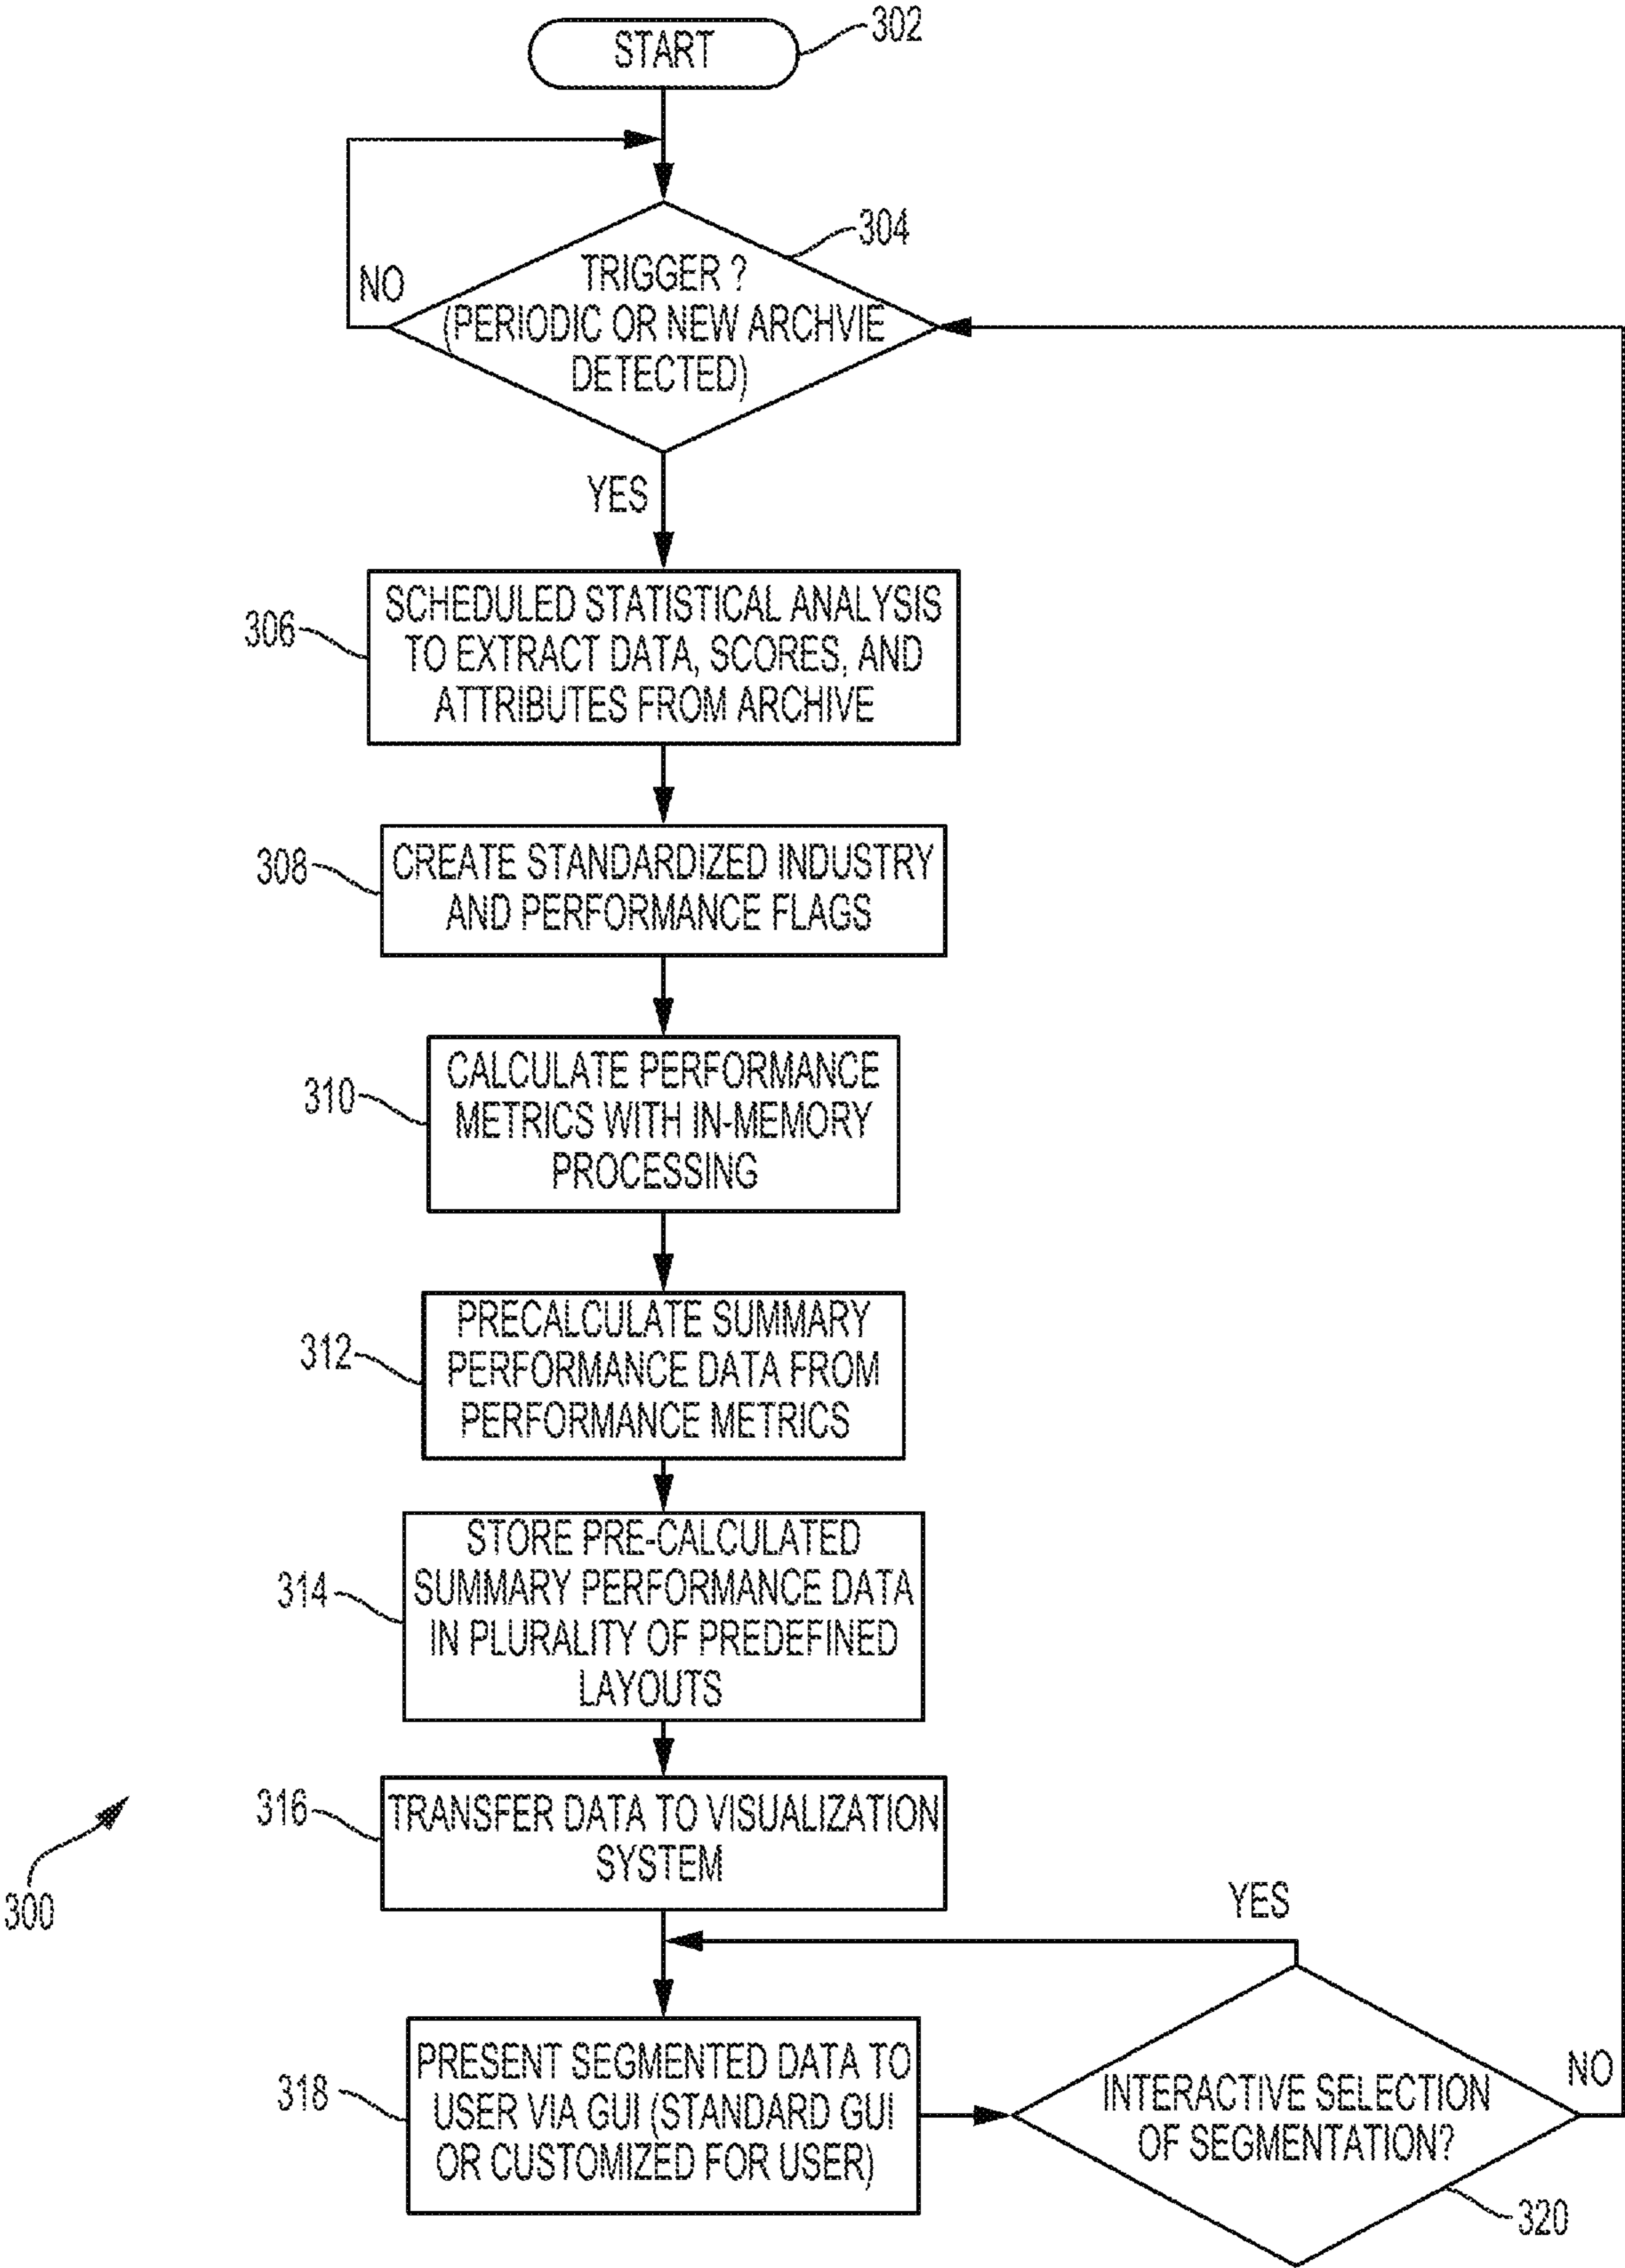 START
302
304
TRIGGER ?
(PERIODIC OR NEW ARCHVIE
DETECTED)
NO
YES
306
SCHEDULED STATISTICAL ANALYSIS
TO EXTRACT DATA, SCORES, AND
ATTRIBUTES FROM ARCHIVE
308
CREATE STANDARDIZED INDUSTRY
AND PERFORMANCE FLAGS
310
CALCULATE PERFORMANCE
METRICS WITH IN-MEMORY
PROCESSING
312
PRECALCULATE SUMMARY
PERFORMANCE DATA FROM
PERFORMANCE METRICS
314
STORE PRE-CALCULATED
SUMMARY PERFORMANCE DATA
IN PLURALITY OF PREDEFINED
LAYOUTS
316
TRANSFER DATA TO VISUALIZATION
SYSTEM
300
YES
318
PRESENT SEGMENTED DATA TO
USER VIA GUI (STANDARD GUI
OR CUSTOMIZED FOR USER)
INTERACTIVE SELECTION
OF SEGMENTATION?
NO
320